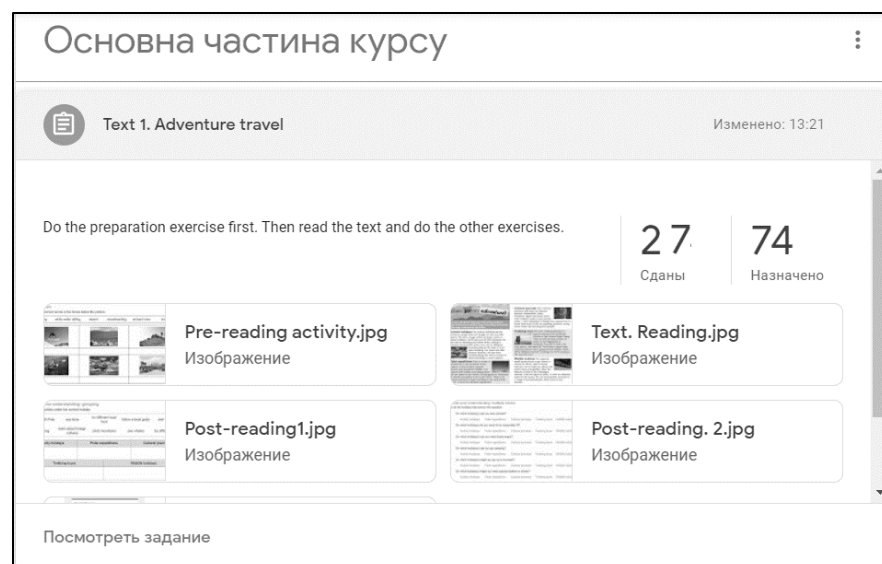 Основна частина курсу
Text 1. Adventure travel
Изменено: 13:21
Do the preparation exercise first. Then read the text and do the other exercises.
27
Сданы
74
Назначено
Pre-reading activity.jpg
Изображение
Text. Reading.jpg
Изображение
Post-reading1.jpg
Изображение
Post-reading. 2.jpg
Изображение
Посмотреть задание